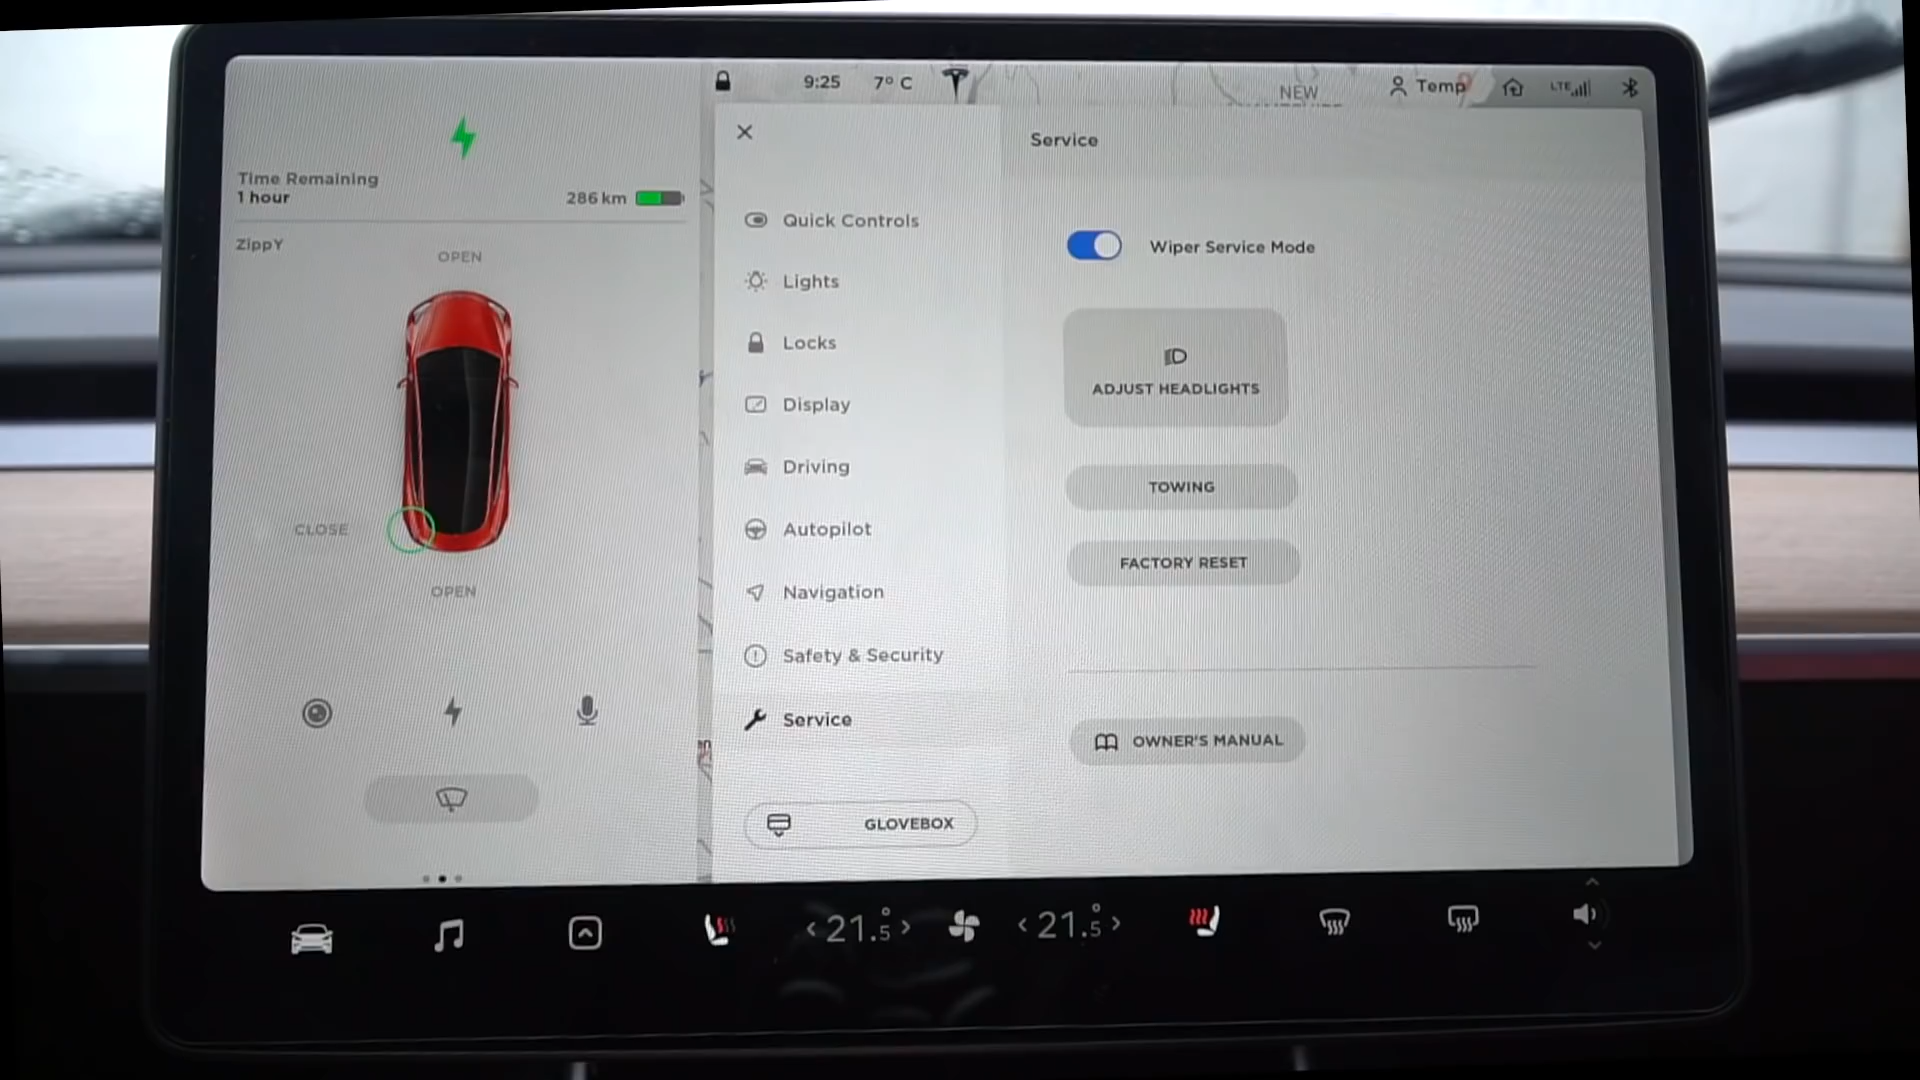 9:25 7° C NEW Temp LTE
Time Remaining
1 hour
286 km
ZippY
OPEN
CLOSE
OPEN
Quick Controls
Lights
Locks
Display
Driving
Autopilot
Navigation
Safety & Security
Service
GLOVEBOX
Service
Wiper Service Mode
ADJUST HEADLIGHTS
TOWING
FACTORY RESET
OWNER'S MANUAL
21.5° 21.5°